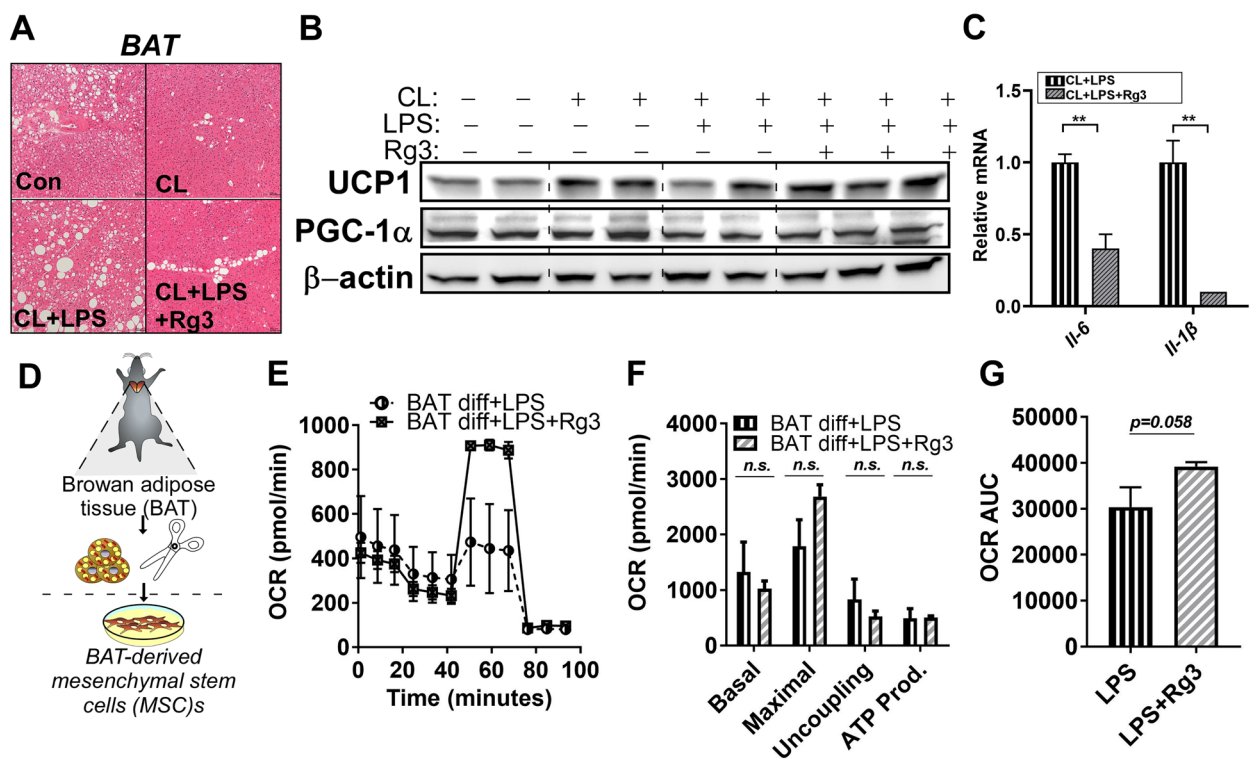 A
BAT
Con
CL
CL+LPS
CL+LPS
+Rg3
B
CL: − − + + + + + + +
LPS: − − − − + + + + +
Rg3: − − − − − − + + +
UCP1
PGC-1α
β−actin
C
CL+LPS
CL+LPS+Rg3
Relative mRNA
1.5
1.0
0.5
0.0
**
**
Il-6
Il-1β
D
Browan adipose
tissue (BAT)
BAT-derived
mesenchymal stem
cells (MSC)s
E
BAT diff+LPS
BAT diff+LPS+Rg3
OCR (pmol/min)
1000
800
600
400
200
0
0 20 40 60 80 100
Time (minutes)
F
BAT diff+LPS
BAT diff+LPS+Rg3
OCR (pmol/min)
4000
3000
2000
1000
0
n.s. n.s. n.s. n.s.
Basal
Maximal
Uncoupling
ATP Prod.
G
OCR AUC
50000
40000
30000
20000
10000
0
p=0.058
LPS
LPS+Rg3